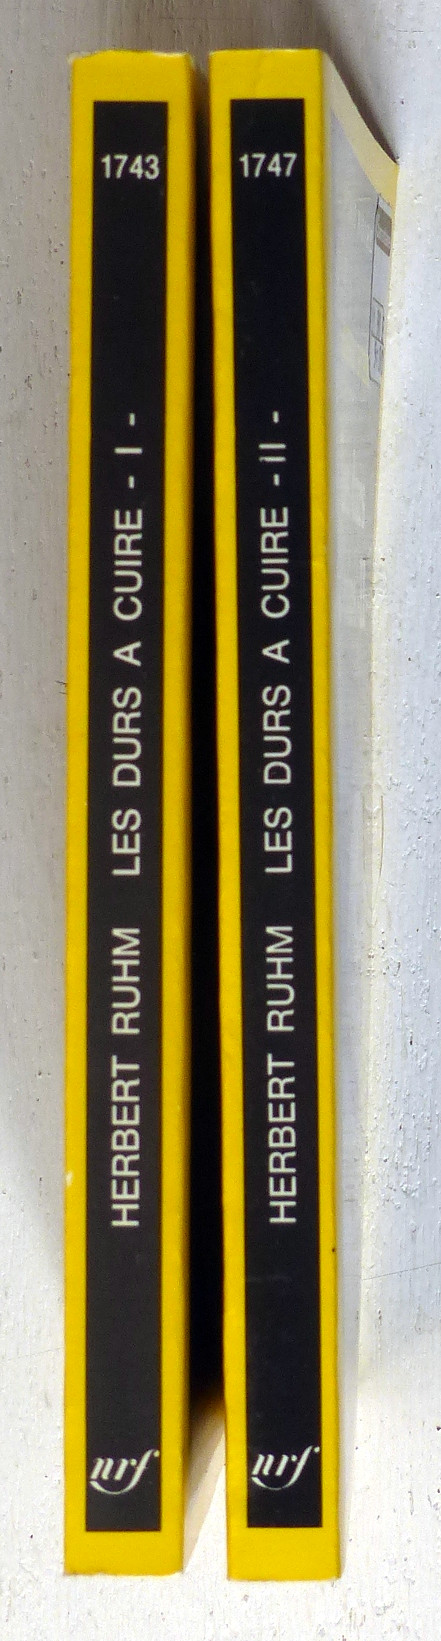 1743
HERBERT RUHM LES DURS A CUIRE - I -
nrf
1747
HERBERT RUHM LES DURS A CUIRE - II -
nrf